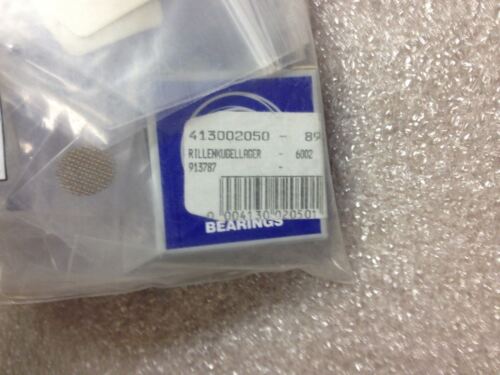 413002050 - 89
RILLENKUGELLAGER - 6002
913787 -
0 004130 020501
BEARINGS